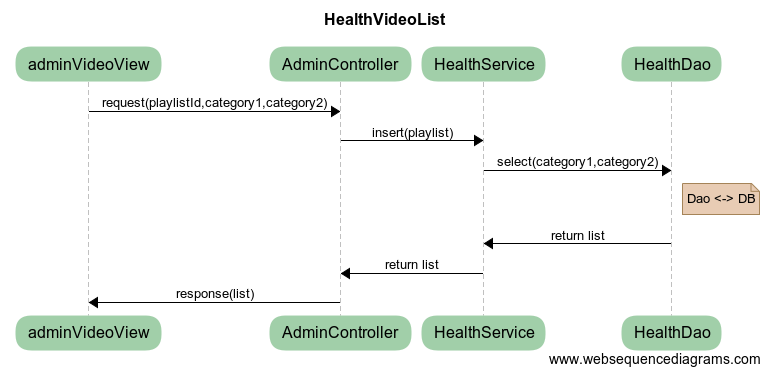 HealthVideoList
adminVideoView
AdminController
HealthService
HealthDao
request(playlistId,category1,category2)
insert(playlist)
select(category1,category2)
Dao <-> DB
return list
return list
response(list)
adminVideoView
AdminController
HealthService
HealthDao
www.websequencediagrams.com